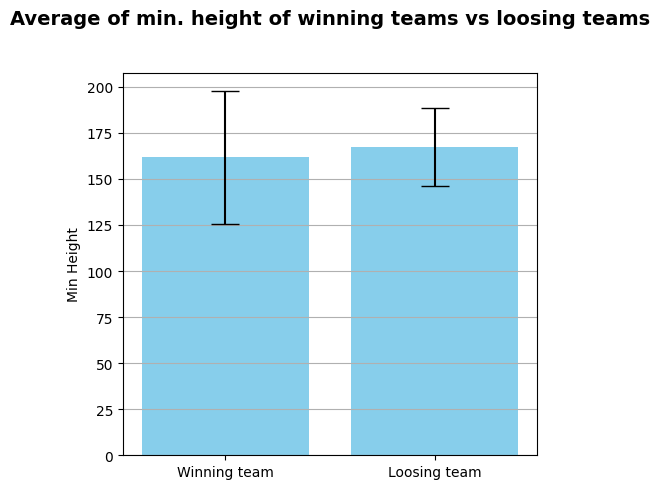 Average of min. height of winning teams vs loosing teams
200
175
150
125
100
75
50
25
0
Min Height
Winning team
Loosing team